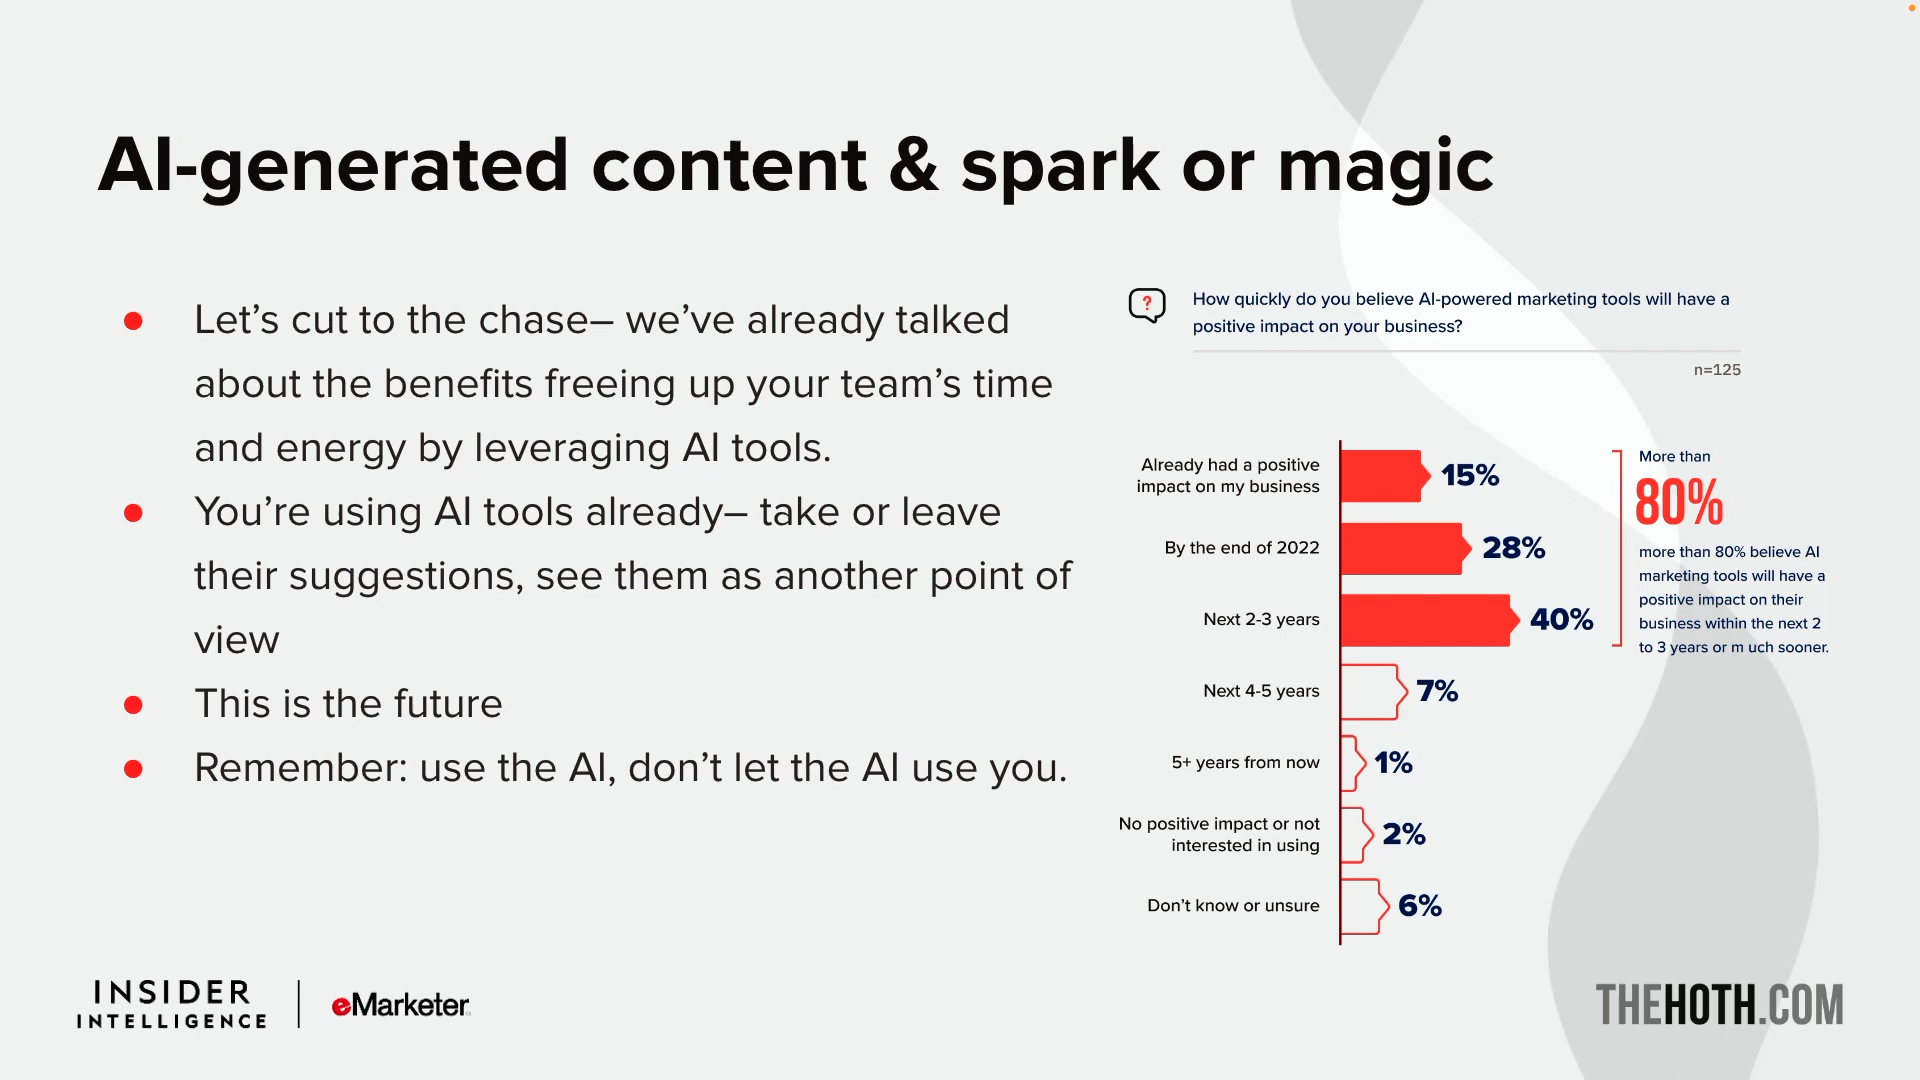 AI-generated content & spark or magic
Let’s cut to the chase– we’ve already talked
about the benefits freeing up your team’s time
and energy by leveraging AI tools.
You’re using AI tools already– take or leave
their suggestions, see them as another point of
view
This is the future
Remember: use the AI, don’t let the AI use you.
?
How quickly do you believe AI-powered marketing tools will have a
positive impact on your business?
n=125
Already had a positive
impact on my business
15%
By the end of 2022
28%
Next 2-3 years
40%
Next 4-5 years
7%
5+ years from now
1%
No positive impact or not
interested in using
2%
Don’t know or unsure
6%
More than
80%
more than 80% believe AI
marketing tools will have a
positive impact on their
business within the next 2
to 3 years or m uch sooner.
INSIDER
INTELLIGENCE
eMarketer
THEHOTH.COM